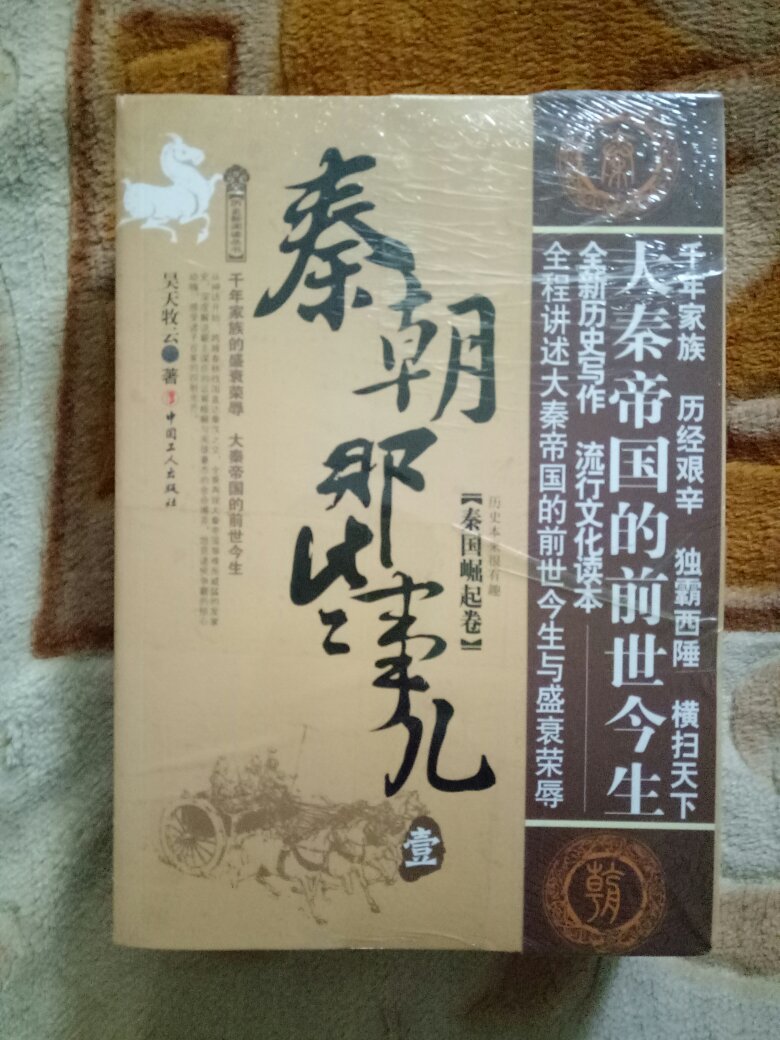 千年家族 历经艰辛 独霸西陲 横扫天下
大秦帝国的前世今生
全新历史写作 流行文化读本
全程讲述大秦帝国的前世今生与盛衰荣辱
秦
朝
历史本来很有趣
【秦国崛起卷】
秦朝那些事儿
壹
千年家族的盛衰荣辱 大秦帝国的前世今生
昊天牧云 著
中国工人出版社